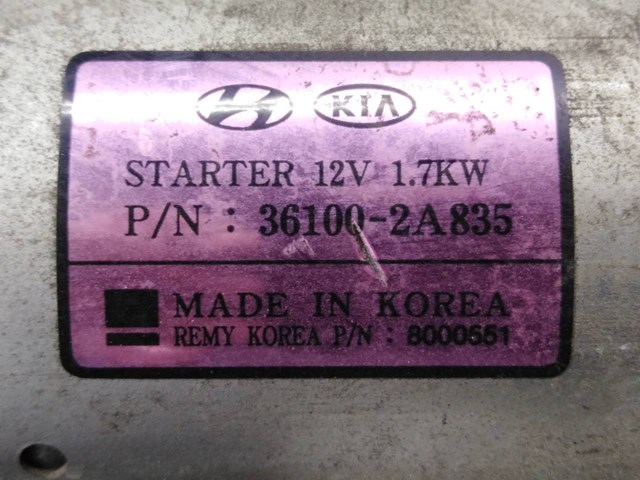 KIA
STARTER 12V 1.7KW
P/N : 36100-2A835
MADE IN KOREA
REMY KOREA P/N : 8000551